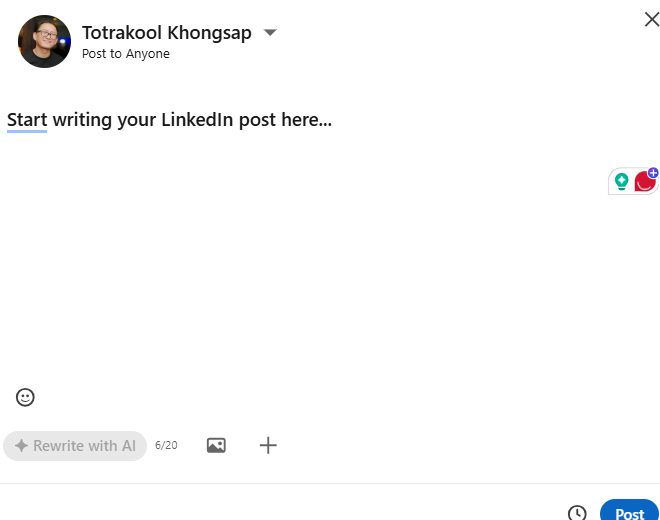 Totrakool Khongsap
Post to Anyone
Start writing your LinkedIn post here...
Rewrite with AI 6/20
Post